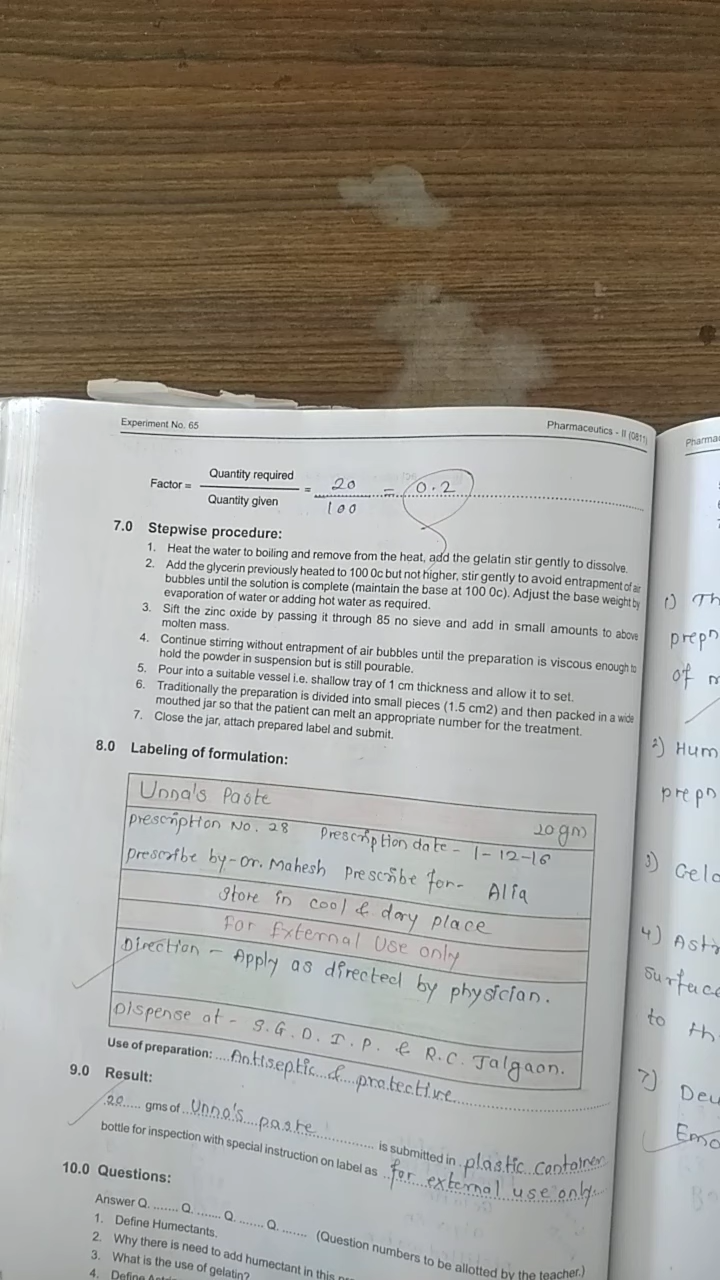 Experiment No. 65
Pharmaceutics - II (0811)
Factor = Quantity required / Quantity given = 20 / 100 = 0.2
7.0 Stepwise procedure:
1. Heat the water to boiling and remove from the heat, add the gelatin stir gently to dissolve.
2. Add the glycerin previously heated to 100 0c but not higher, stir gently to avoid entrapment of air
bubbles until the solution is complete (maintain the base at 100 0c). Adjust the base weight by
evaporation of water or adding hot water as required.
3. Sift the zinc oxide by passing it through 85 no sieve and add in small amounts to above
molten mass.
4. Continue stirring without entrapment of air bubbles until the preparation is viscous enough to
hold the powder in suspension but is still pourable.
5. Pour into a suitable vessel i.e. shallow tray of 1 cm thickness and allow it to set.
6. Traditionally the preparation is divided into small pieces (1.5 cm2) and then packed in a wide
mouthed jar so that the patient can melt an appropriate number for the treatment.
7. Close the jar, attach prepared label and submit.
8.0 Labeling of formulation:
Unna's Paste 20 gm
prescription No. 28 Prescription date - 1-12-16
prescribe by - Dr. Mahesh Prescribe for - Alia
Store in cool & dary place
For External Use only
Direction - Apply as directed by physician.
Dispense at - S.G.D.I.P. & R.C. Jalgaon.
Use of preparation: Antiseptic & protective
9.0 Result:
20 gms of Unna's paste is submitted in plastic container
bottle for inspection with special instruction on label as for external use only.
10.0 Questions:
Answer Q. ........ Q. ........ Q. ........ Q. ........ (Question numbers to be allotted by the teacher.)
1. Define Humectants.
2. Why there is need to add humectant in this
3. What is the use of gelatin?
4. Define
Pharma
1) Th
prepn
of
2) Hum
prepn
3) Gela
4) Ast
surface
to th
7) Deu
Emo